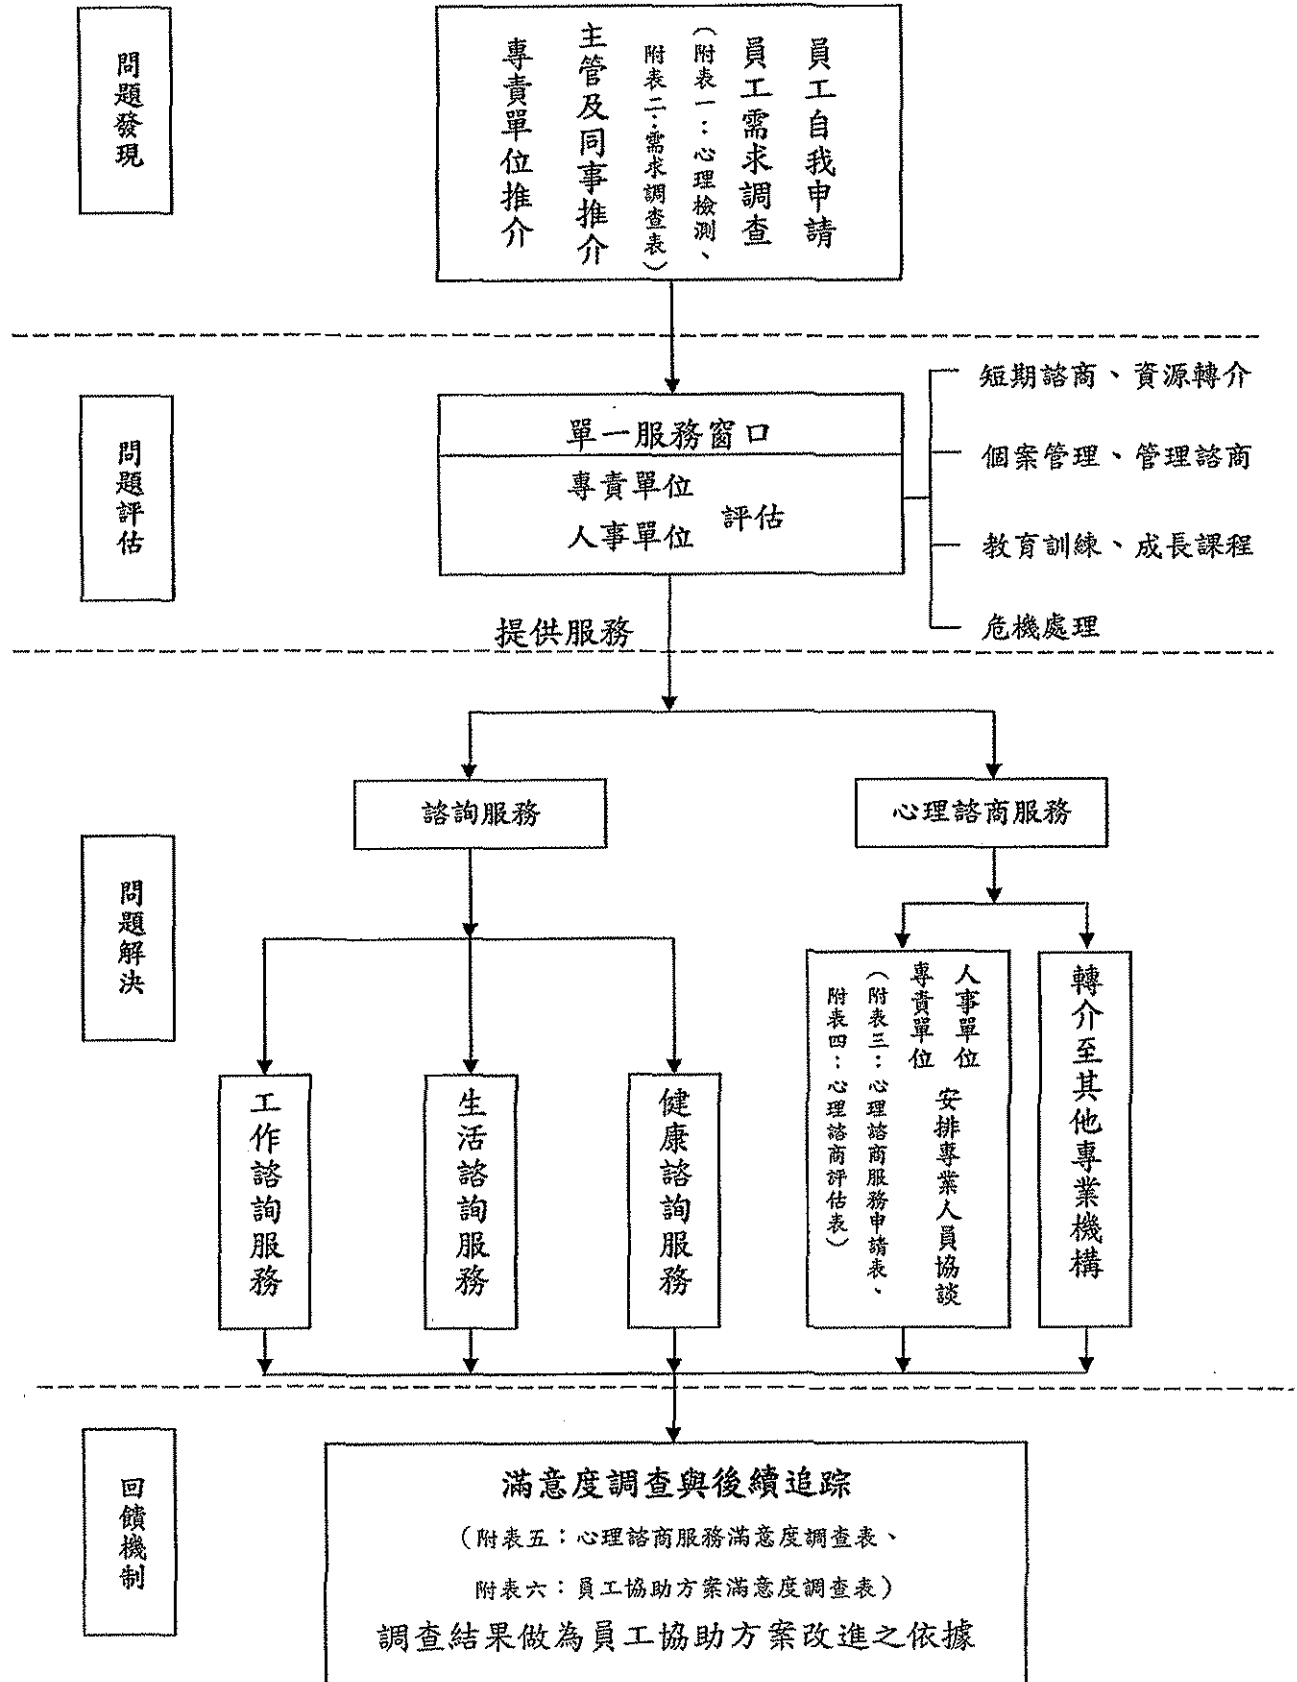 問題發現
員工自我申請
員工需求調查
（附表一：心理檢測、
附表二：需求調查表）
主管及同事推介
專責單位推介
問題評估
單一服務窗口
專責單位
人事單位
評估
短期諮商、資源轉介
個案管理、管理諮商
教育訓練、成長課程
危機處理
提供服務
問題解決
諮詢服務
心理諮商服務
工作諮詢服務
生活諮詢服務
健康諮詢服務
人事單位
專責單位
安排專業人員協談
（附表三：心理諮商服務申請表、
附表四：心理諮商評估表）
轉介至其他專業機構
回饋機制
滿意度調查與後續追踪
（附表五：心理諮商服務滿意度調查表、
附表六：員工協助方案滿意度調查表）
調查結果做為員工協助方案改進之依據